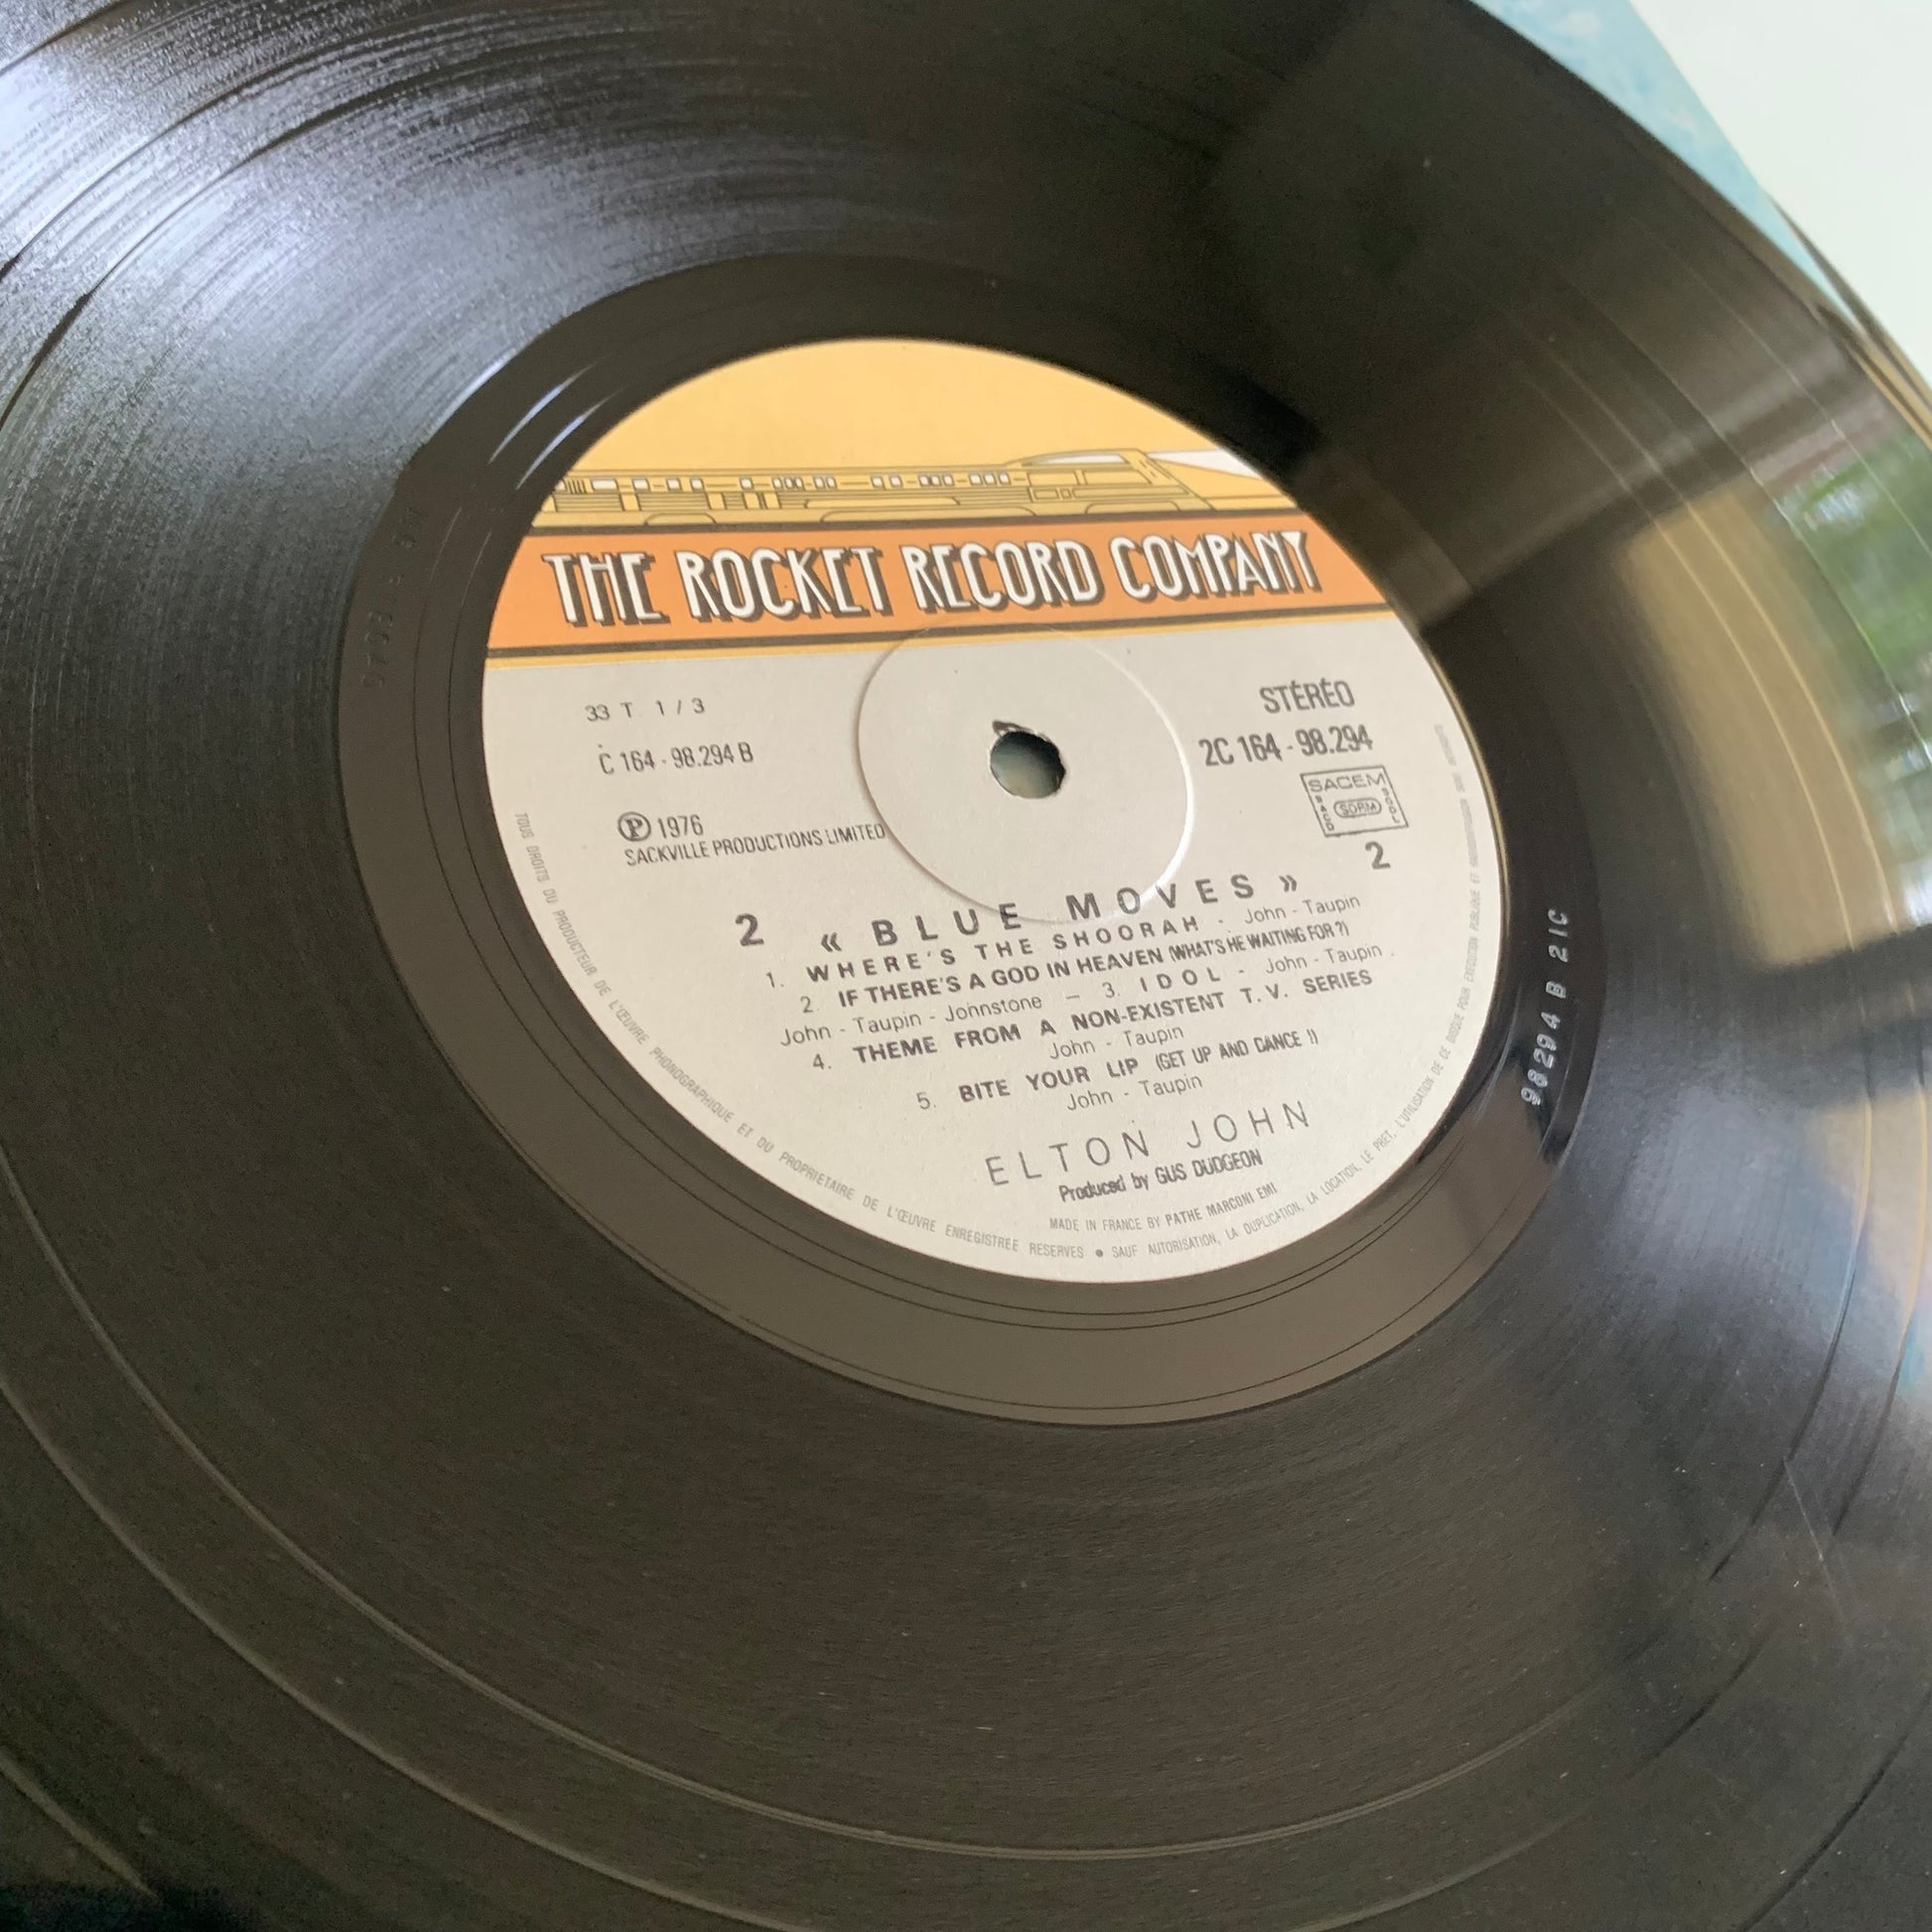 THE ROCKET RECORD COMPANY
33 T 1/3
STÉRÉO
C 164 - 98.294 B
2C 164 - 98.294
SACEM
SACD
SDRM
SGDL
Ⓟ 1976
SACKVILLE PRODUCTIONS LIMITED
2
2
« BLUE MOVES »
1. WHERE'S THE SHOORAH - John - Taupin
2. IF THERE'S A GOD IN HEAVEN (WHAT'S HE WAITING FOR ?)
John - Taupin - Johnstone — 3. IDOL - John - Taupin .
4. THEME FROM A NON-EXISTENT T.V. SERIES
John - Taupin
5. BITE YOUR LIP (GET UP AND DANCE !)
John - Taupin
ELTON JOHN
Produced by GUS DUDGEON
MADE IN FRANCE BY PATHE MARCONI EMI
TOUS DROITS DU PRODUCTEUR DE L'ŒUVRE PHONOGRAPHIQUE ET DU PROPRIETAIRE DE L'ŒUVRE ENREGISTREE RESERVES ● SAUF AUTORISATION, LA DUPLICATION, LA LOCATION, LE PRET, L'UTILISATION DE CE DISQUE POUR EXECUTION PUBLIQUE ET RADIODIFFUSION SONT INTERDITS
98294 B 21C